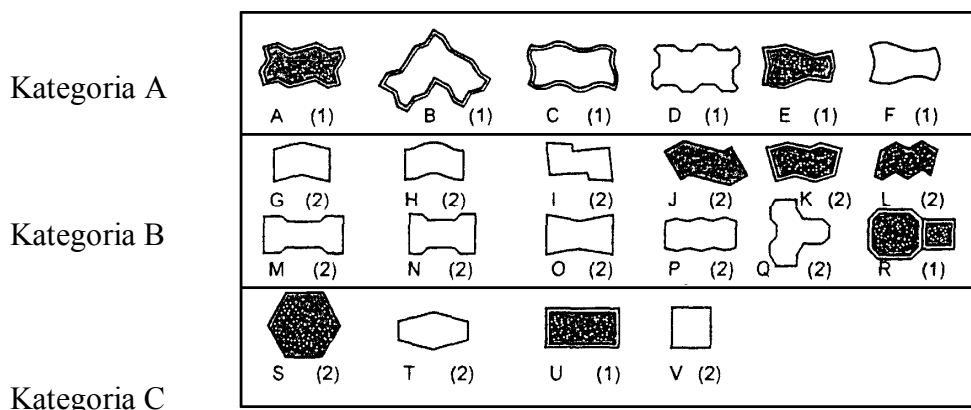 Kategoria A
A (1) B (1) C (1) D (1) E (1) F (1)
G (2) H (2) I (2) J (2) K (2) L (2)
Kategoria B
M (2) N (2) O (2) P (2) Q (2) R (1)
S (2) T (2) U (1) V (2)
Kategoria C